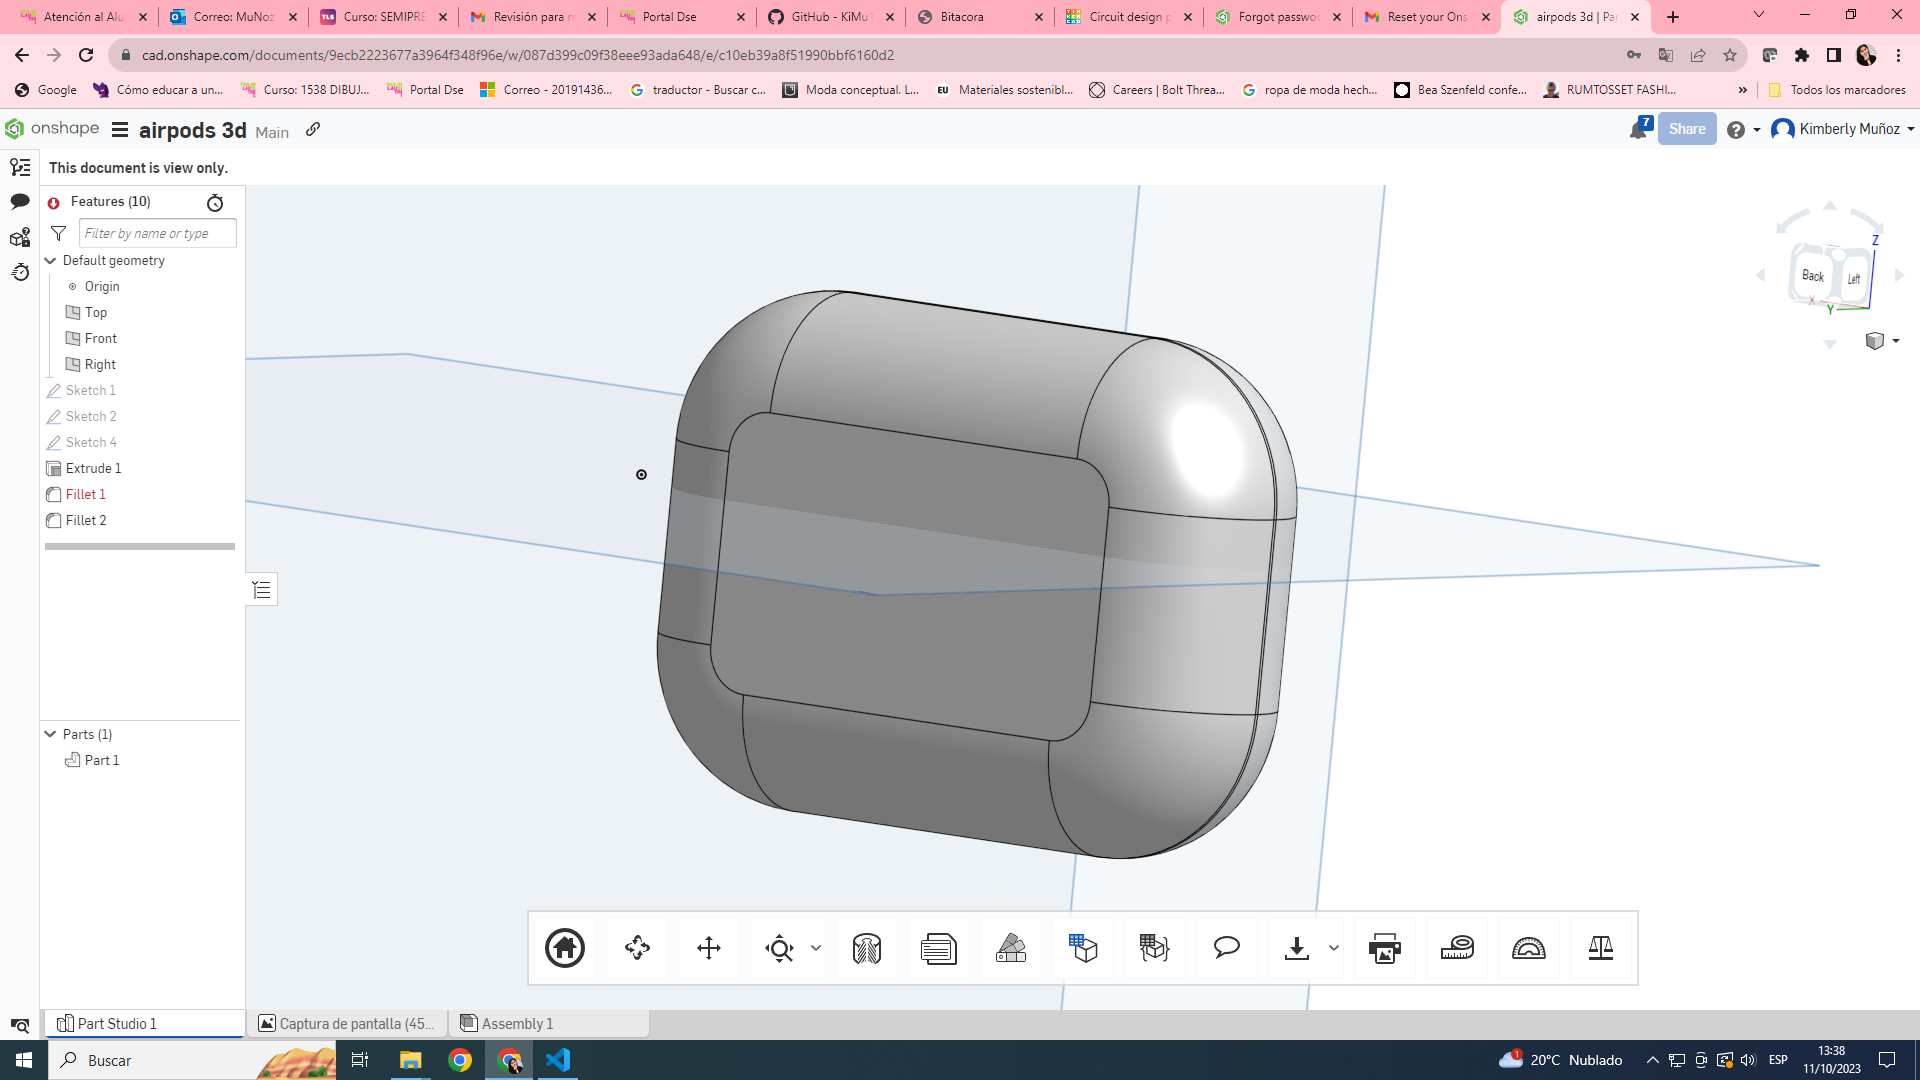 Atención al Alu
Correo: MuÑoz
Curso: SEMIPRE
Revisión para re
Portal Dse
GitHub - KiMuT
Bitacora
Circuit design p
Forgot passwor
Reset your Ons
airpods 3d | Par
cad.onshape.com/documents/9ecb2223677a3964f348f96e/w/087d399c09f38eee93ada648/e/c10eb39a8f51990bbf6160d2
Google
Cómo educar a un...
Curso: 1538 DIBUJ...
Portal Dse
Correo - 20191436...
traductor - Buscar c...
Moda conceptual. L...
Materiales sostenibl...
Careers | Bolt Threa...
ropa de moda hech...
Bea Szenfeld confe...
RUMTOSSET FASHI...
»
Todos los marcadores
onshape
airpods 3d Main
7
Share
Kimberly Muñoz
This document is view only.
Features (10)
Filter by name or type
Default geometry
Origin
Top
Front
Right
Sketch 1
Sketch 2
Sketch 4
Extrude 1
Fillet 1
Fillet 2
Parts (1)
Part 1
Z
Back
Left
X
Y
Part Studio 1
Captura de pantalla (45...
Assembly 1
Buscar
1
20°C Nublado
ESP
13:38
11/10/2023